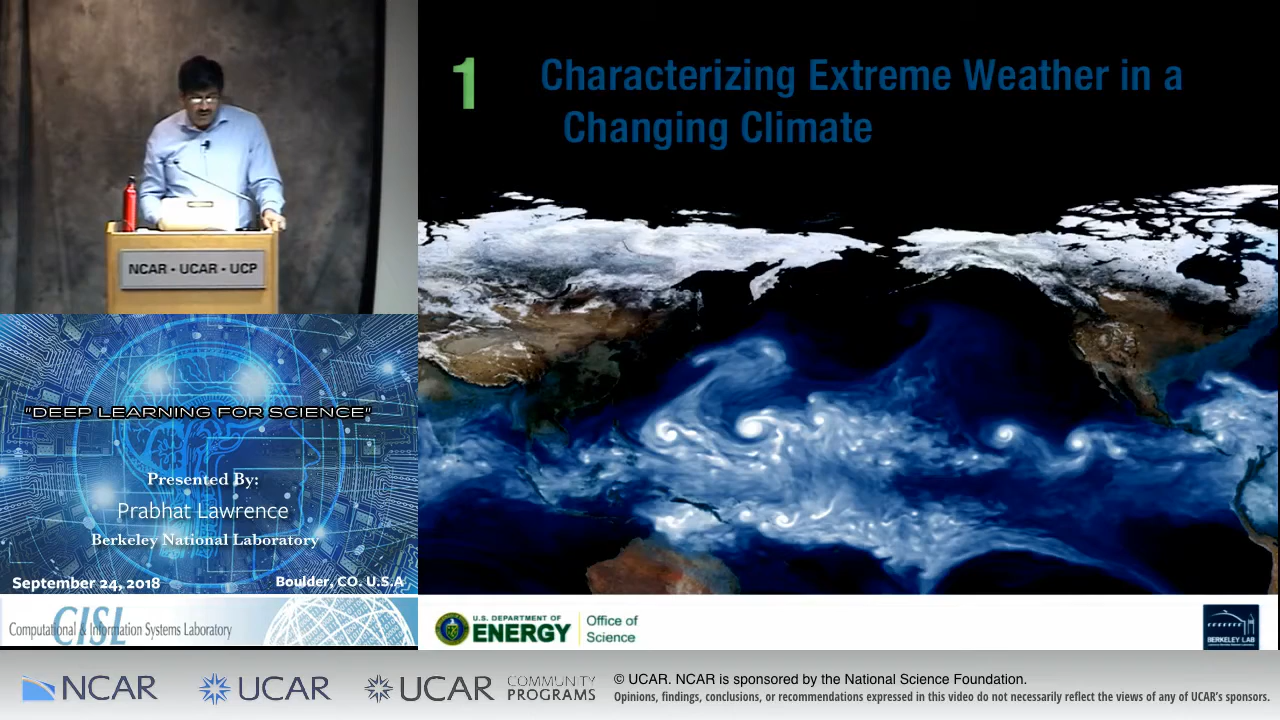 1
Characterizing Extreme Weather in a
Changing Climate
NCAR • UCAR • UCP
"DEEP LEARNING FOR SCIENCE"
Presented By:
Prabhat Lawrence
Berkeley National Laboratory
September 24, 2018
Boulder, CO. U.S.A
CISL
Computational & Information Systems Laboratory
U.S. DEPARTMENT OF
ENERGY
Office of
Science
BERKELEY LAB
NCAR
UCAR
UCAR
COMMUNITY
PROGRAMS
© UCAR. NCAR is sponsored by the National Science Foundation.
Opinions, findings, conclusions, or recommendations expressed in this video do not necessarily reflect the views of any of UCAR's sponsors.